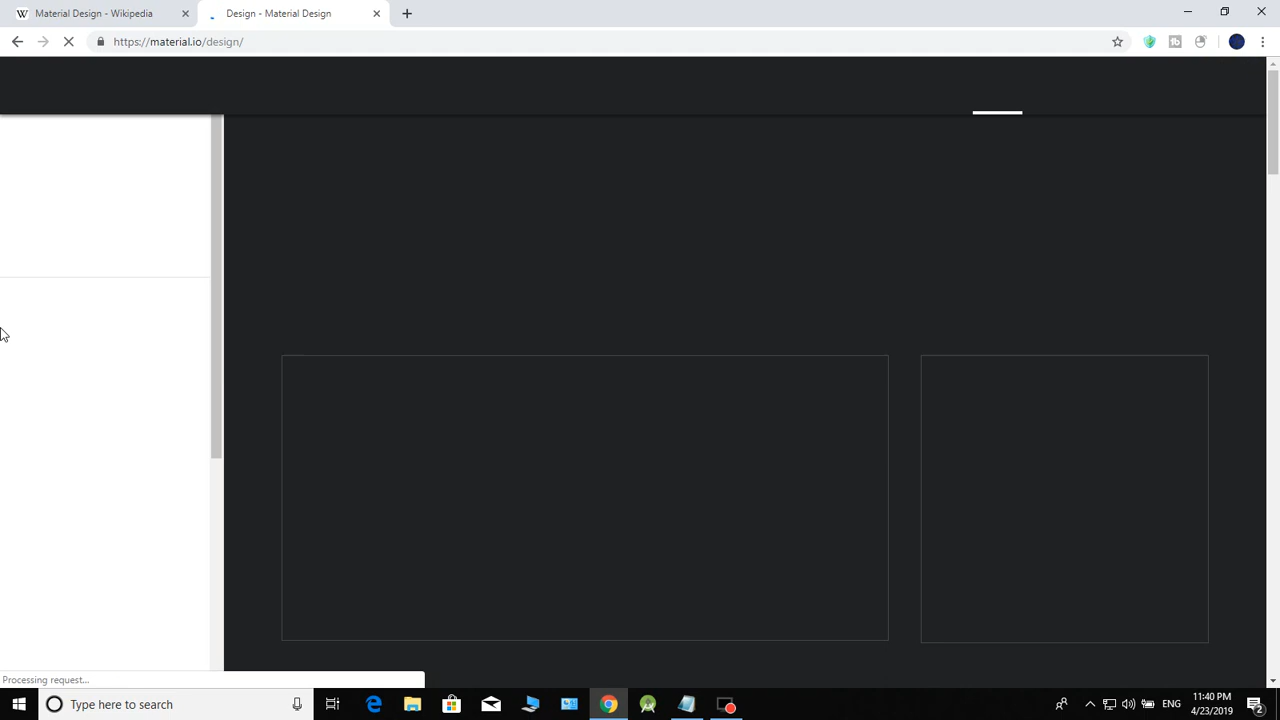 Material Design - Wikipedia
Design - Material Design
https://material.io/design/
Processing request...
Type here to search
ENG
11:40 PM
4/23/2019
2